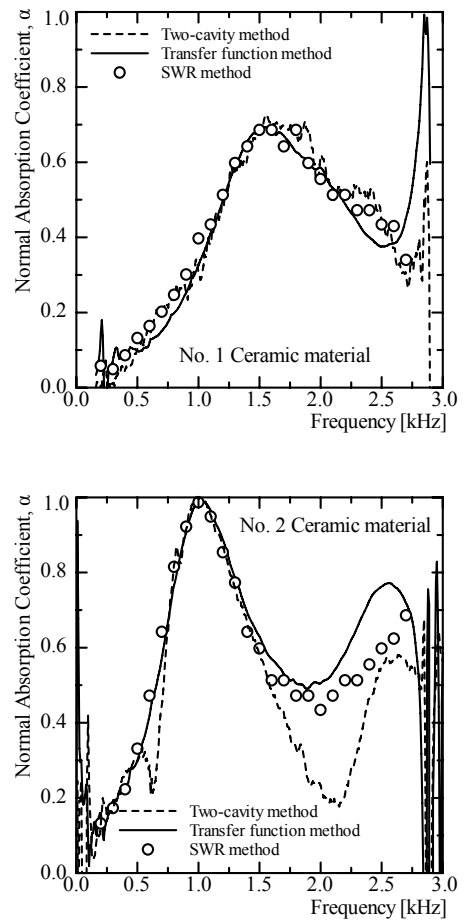 Normal Absorption Coefficient, α
1.0
0.8
0.6
0.4
0.2
0.0
Two-cavity method
Transfer function method
SWR method
No. 1 Ceramic material
0.0 0.5 1.0 1.5 2.0 2.5 3.0
Frequency [kHz]
Normal Absorption Coefficient, α
1.0
0.8
0.6
0.4
0.2
0.0
No. 2 Ceramic material
Two-cavity method
Transfer function method
SWR method
0.0 0.5 1.0 1.5 2.0 2.5 3.0
Frequency [kHz]